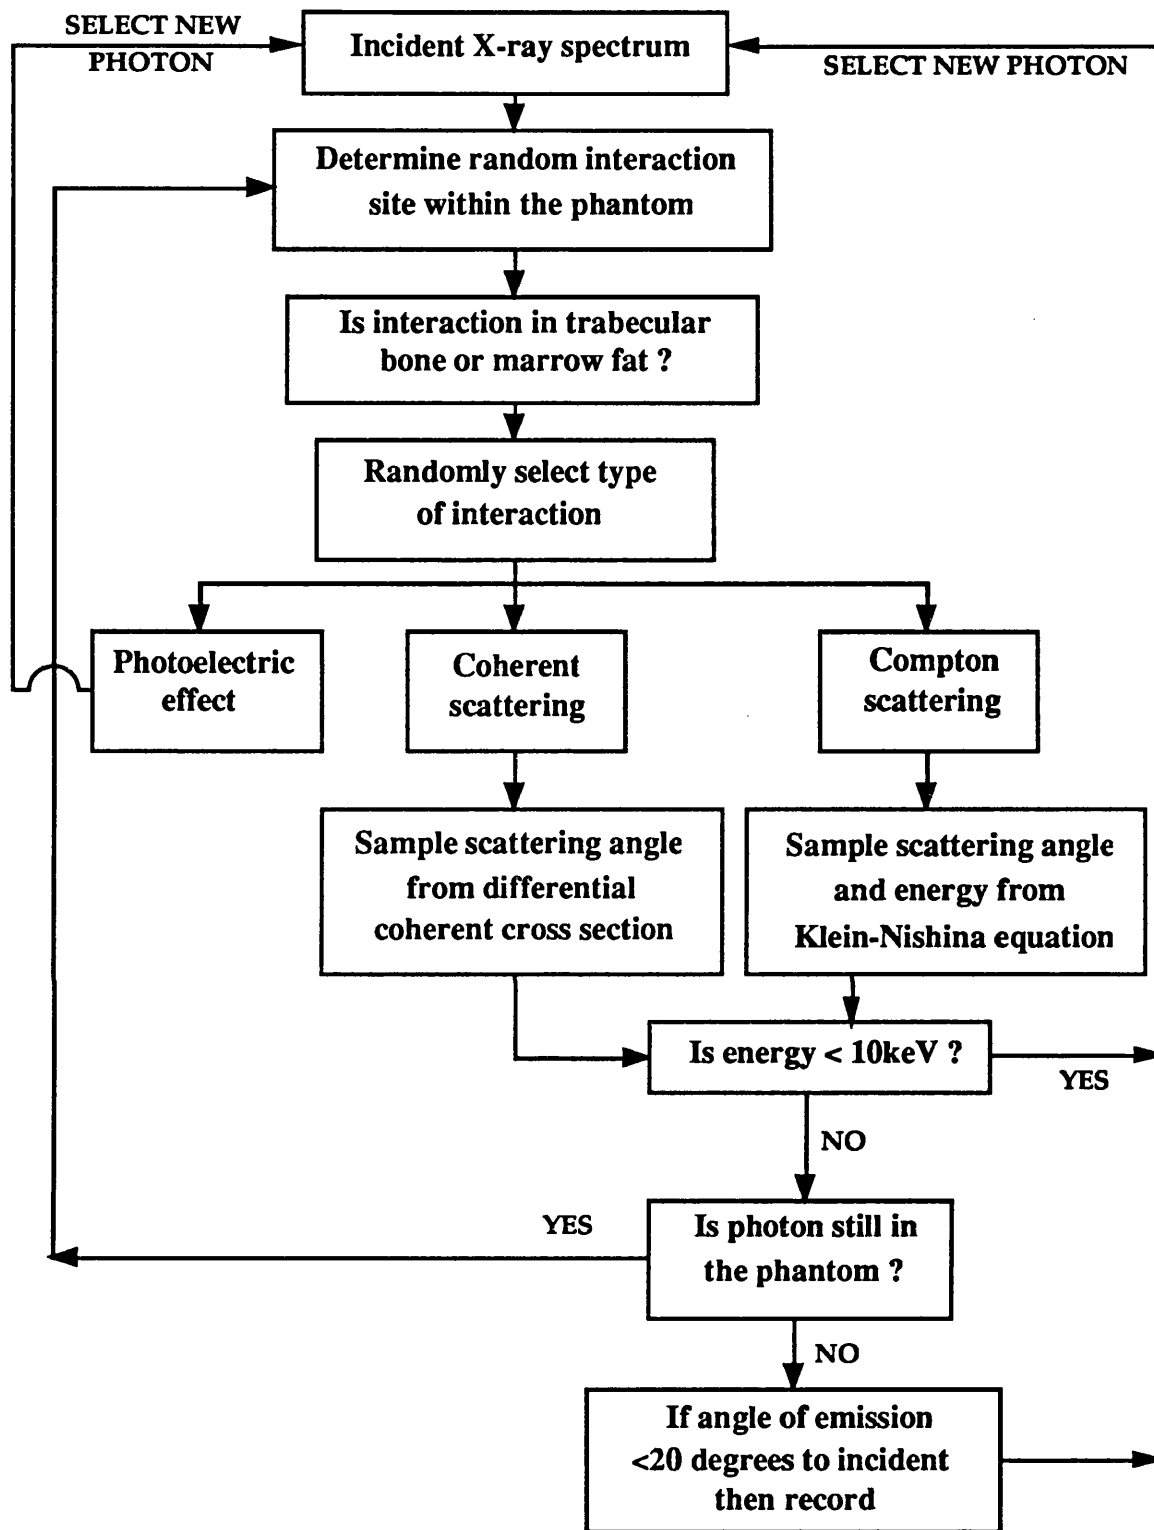 SELECT NEW
PHOTON
Incident X-ray spectrum
SELECT NEW PHOTON
Determine random interaction
site within the phantom
Is interaction in trabecular
bone or marrow fat ?
Randomly select type
of interaction
Photoelectric
effect
Coherent
scattering
Compton
scattering
Sample scattering angle
from differential
coherent cross section
Sample scattering angle
and energy from
Klein-Nishina equation
Is energy < 10keV ?
YES
NO
YES
Is photon still in
the phantom ?
NO
If angle of emission
<20 degrees to incident
then record